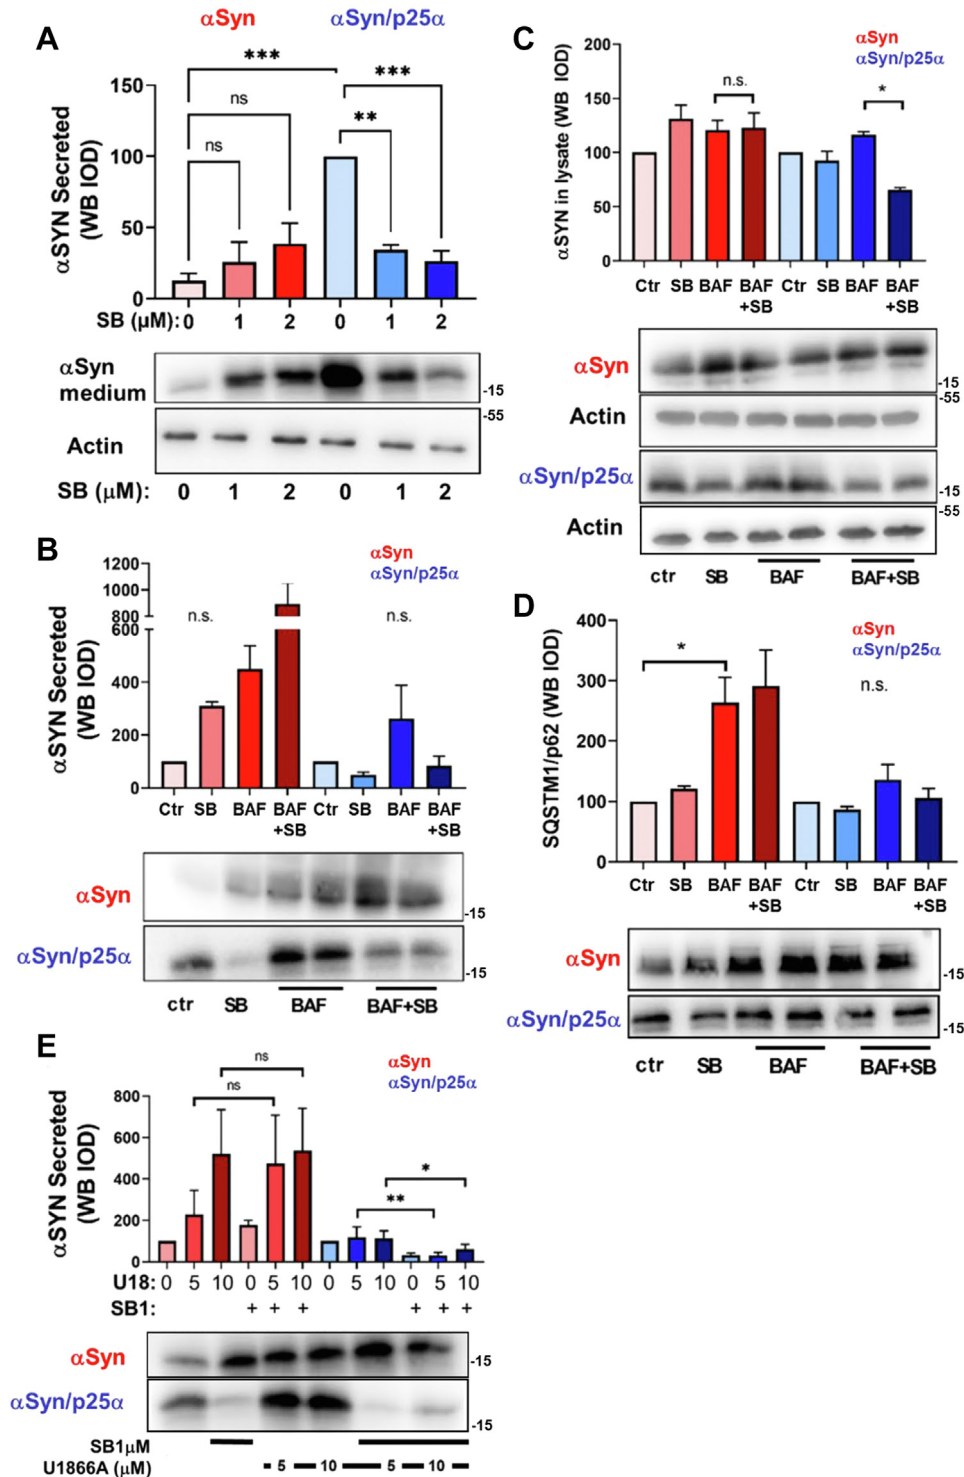 A
αSyn αSyn/p25α
*** ***
ns **
ns
αSYN Secreted
(WB IOD)
150
100
50
0
SB (µM): 0 1 2 0 1 2
αSyn
medium
-15
-55
Actin
SB (µM): 0 1 2 0 1 2
B
αSyn
αSyn/p25α
n.s. n.s.
αSYN Secreted
(WB IOD)
1200
1000
800
600
400
200
0
Ctr SB BAF BAF Ctr SB BAF BAF
+SB +SB
αSyn
-15
αSyn/p25α
-15
ctr SB BAF BAF+SB
C
αSyn
αSyn/p25α
n.s. *
αSYN in lysate (WB IOD)
200
150
100
50
0
Ctr SB BAF BAF Ctr SB BAF BAF
+SB +SB
αSyn
-15
-55
Actin
αSyn/p25α
-15
-55
Actin
ctr SB BAF BAF+SB
D
αSyn
αSyn/p25α
* n.s.
SQSTM1/p62 (WB IOD)
400
300
200
100
0
Ctr SB BAF BAF Ctr SB BAF BAF
+SB +SB
αSyn
αSyn/p25α
-15
ctr SB BAF BAF+SB
E
αSyn
αSyn/p25α
ns
ns
*
**
αSYN Secreted
(WB IOD)
800
600
400
200
0
U18: 0 5 10 0 5 10 0 5 10 0 5 10
SB1: + + + + + +
αSyn
-15
αSyn/p25α
-15
SB1µM
U1866A (µM) 5 10 5 10